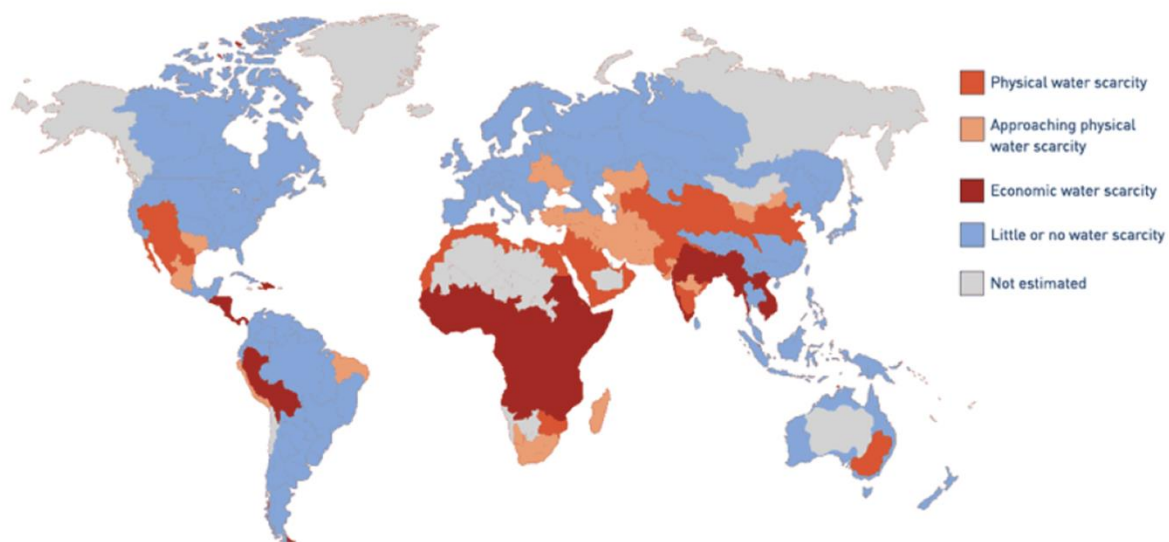 Physical water scarcity
Approaching physical
water scarcity
Economic water scarcity
Little or no water scarcity
Not estimated